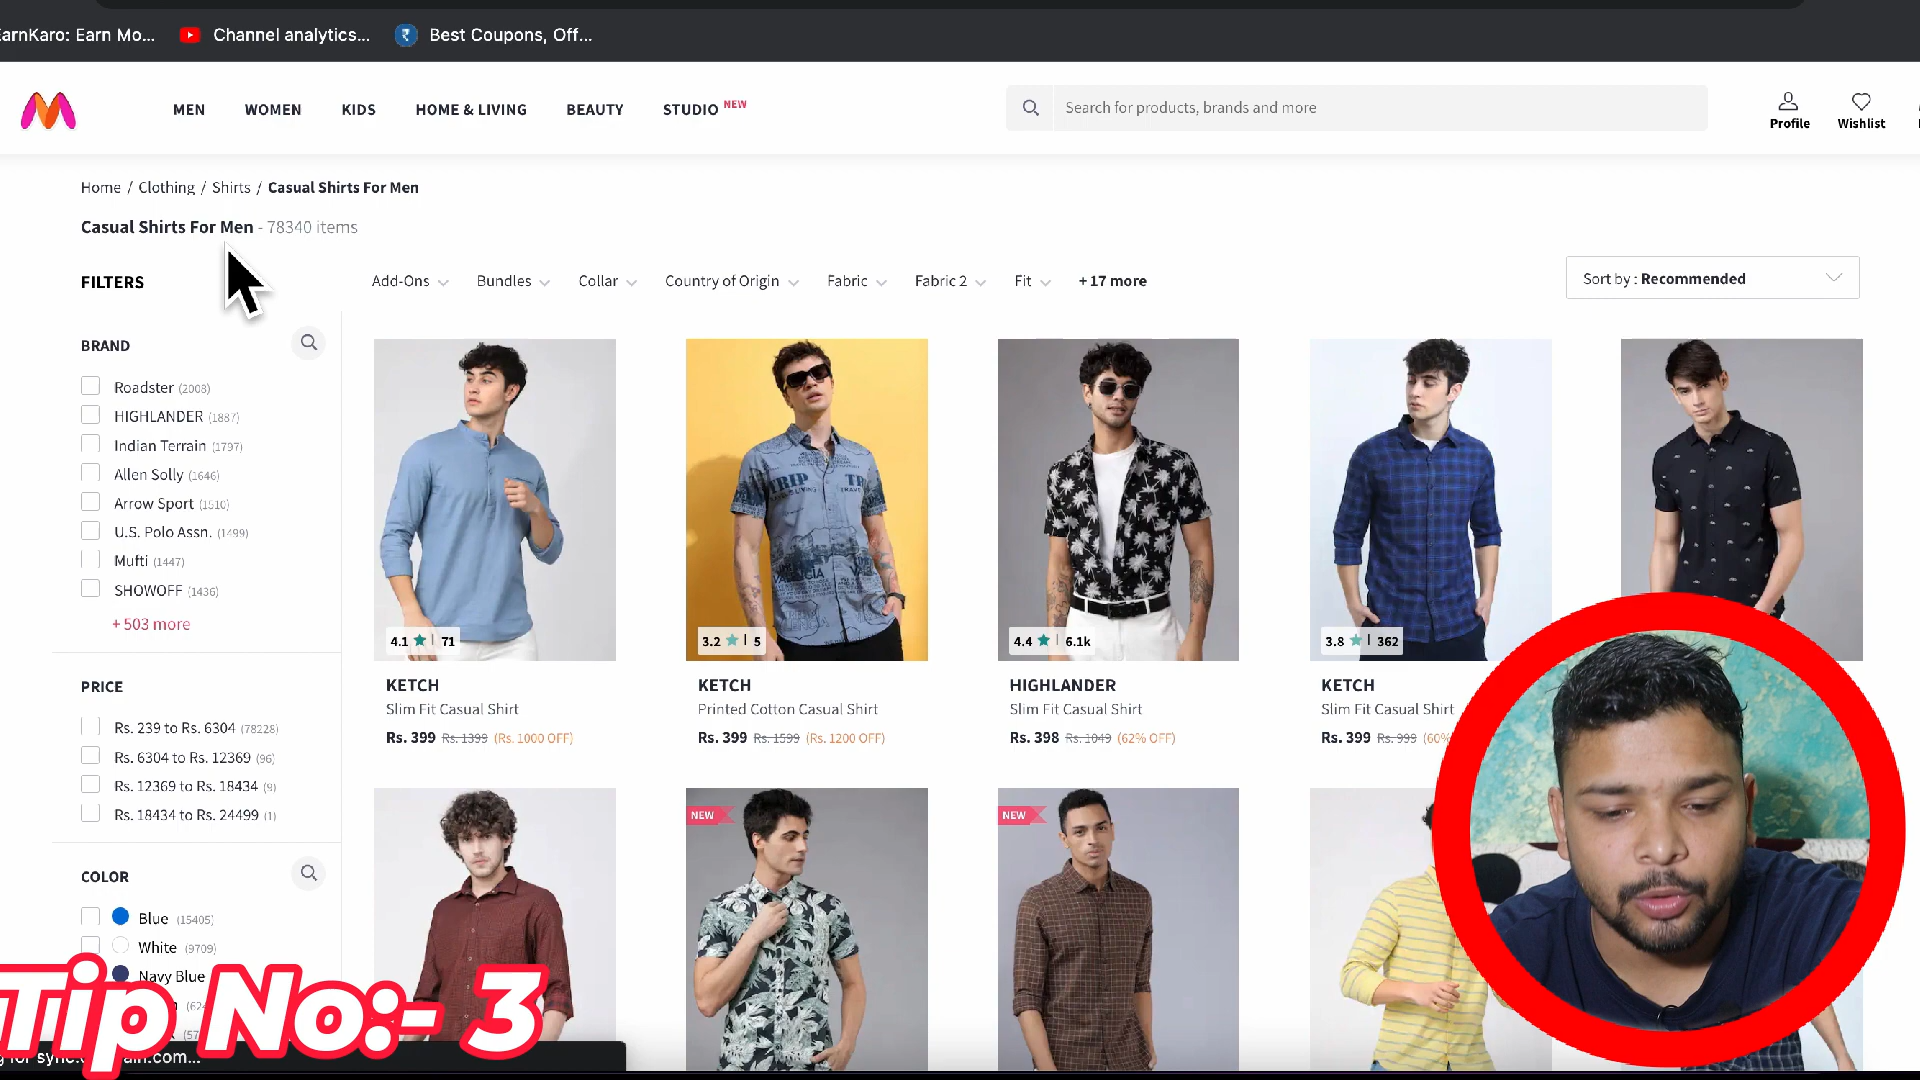 EarnKaro: Earn Mo...
Channel analytics...
Best Coupons, Off...
MEN
WOMEN
KIDS
HOME & LIVING
BEAUTY
STUDIO NEW
Search for products, brands and more
Profile
Wishlist
Home / Clothing / Shirts / Casual Shirts For Men
Casual Shirts For Men - 78340 items
FILTERS
Add-Ons
Bundles
Collar
Country of Origin
Fabric
Fabric 2
Fit
+ 17 more
Sort by : Recommended
BRAND
Roadster (2008)
HIGHLANDER (1887)
Indian Terrain (1797)
Allen Solly (1646)
Arrow Sport (1510)
U.S. Polo Assn. (1499)
Mufti (1447)
SHOWOFF (1436)
+ 503 more
PRICE
Rs. 239 to Rs. 6304 (78228)
Rs. 6304 to Rs. 12369 (96)
Rs. 12369 to Rs. 18434 (9)
Rs. 18434 to Rs. 24499 (1)
COLOR
Blue (15405)
White (9709)
Navy Blue
4.1 | 71
KETCH
Slim Fit Casual Shirt
Rs. 399 Rs. 1399 (Rs. 1000 OFF)
TRIP
3.2 | 5
KETCH
Printed Cotton Casual Shirt
Rs. 399 Rs. 1599 (Rs. 1200 OFF)
4.4 | 6.1k
HIGHLANDER
Slim Fit Casual Shirt
Rs. 398 Rs. 1049 (62% OFF)
3.8 | 362
KETCH
Slim Fit Casual Shirt
Rs. 399 Rs. 999 (60%
NEW
NEW
Tip No:- 3